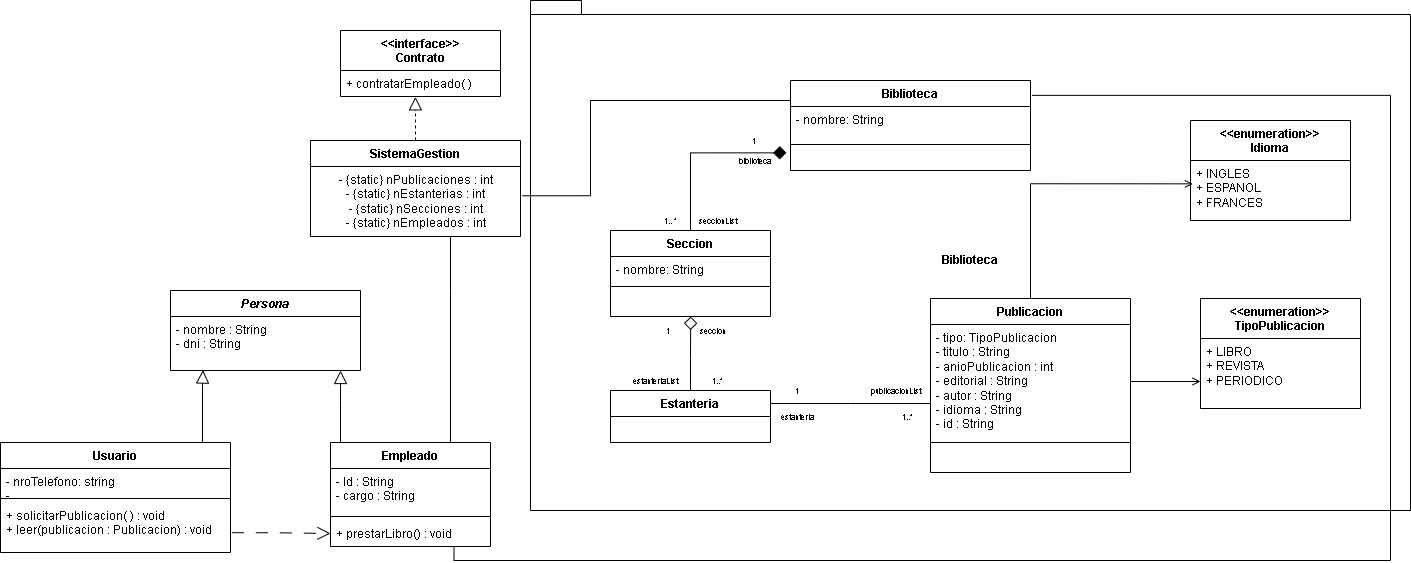 <<interface>>
Contrato
+ contratarEmpleado( )
SistemaGestion
- {static} nPublicaciones : int
- {static} nEstanterias : int
- {static} nSecciones : int
- {static} nEmpleados : int
Persona
- nombre : String
- dni : String
Usuario
- nroTelefono: string
-
+ solicitarPublicacion( ) : void
+ leer(publicacion : Publicacion) : void
Empleado
- Id : String
- cargo : String
+ prestarLibro() : void
Biblioteca
- nombre: String
1
biblioteca
1..*
seccionList
Seccion
- nombre: String
1
seccion
estanteriaList
1..*
Estanteria
1
estanteria
publicacionList
1..*
Biblioteca
Publicacion
- tipo: TipoPublicacion
- titulo : String
- anioPublicacion : int
- editorial : String
- autor : String
- idioma : String
- id : String
<<enumeration>>
Idioma
+ INGLES
+ ESPANOL
+ FRANCES
<<enumeration>>
TipoPublicacion
+ LIBRO
+ REVISTA
+ PERIODICO